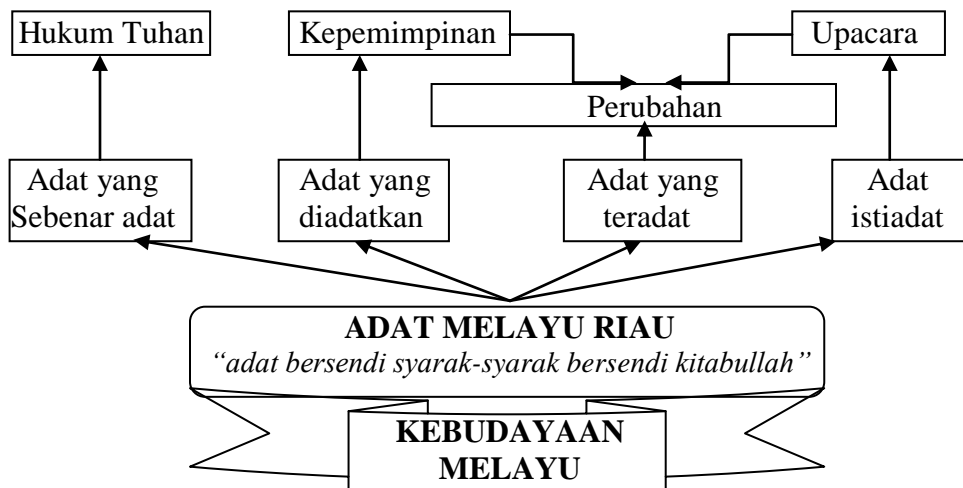 Hukum Tuhan
Kepemimpinan
Upacara
Perubahan
Adat yang
Sebenar adat
Adat yang
diadatkan
Adat yang
teradat
Adat
istiadat
ADAT MELAYU RIAU
“adat bersendi syarak-syarak bersendi kitabullah”
KEBUDAYAAN
MELAYU